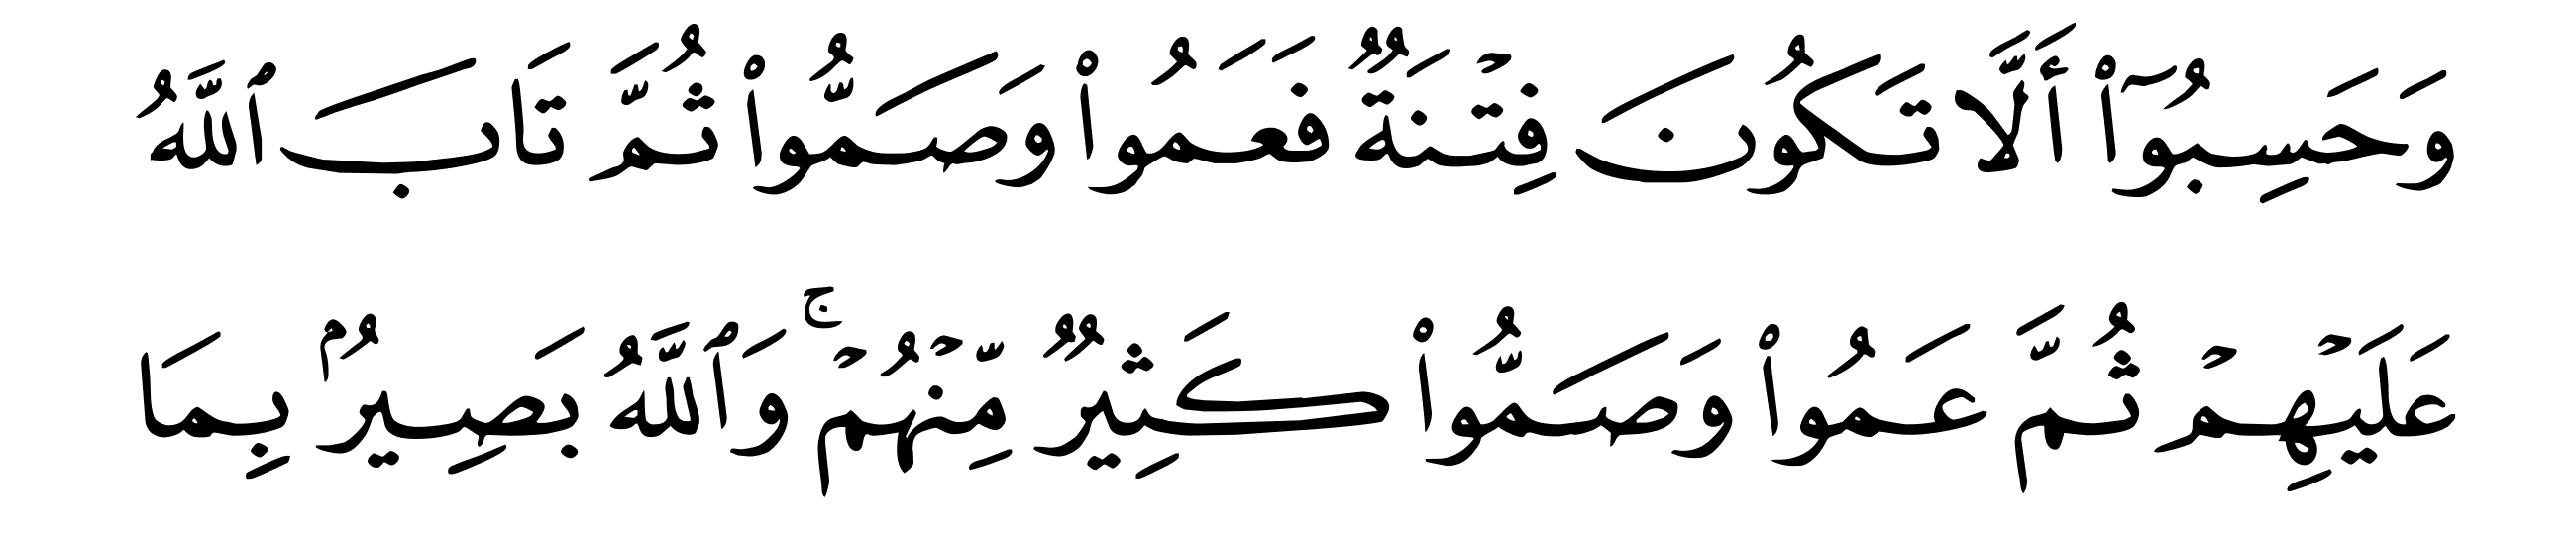 وَحَسِبُوٓا۟ أَلَّا تَكُونَ فِتْنَةٌ فَعَمُوا۟ وَصَمُّوا۟ ثُمَّ تَابَ ٱللَّهُ
عَلَيْهِمْ ثُمَّ عَمُوا۟ وَصَمُّوا۟ كَثِيرٌ مِّنْهُمْ ۚ وَٱللَّهُ بَصِيرُۢ بِمَا